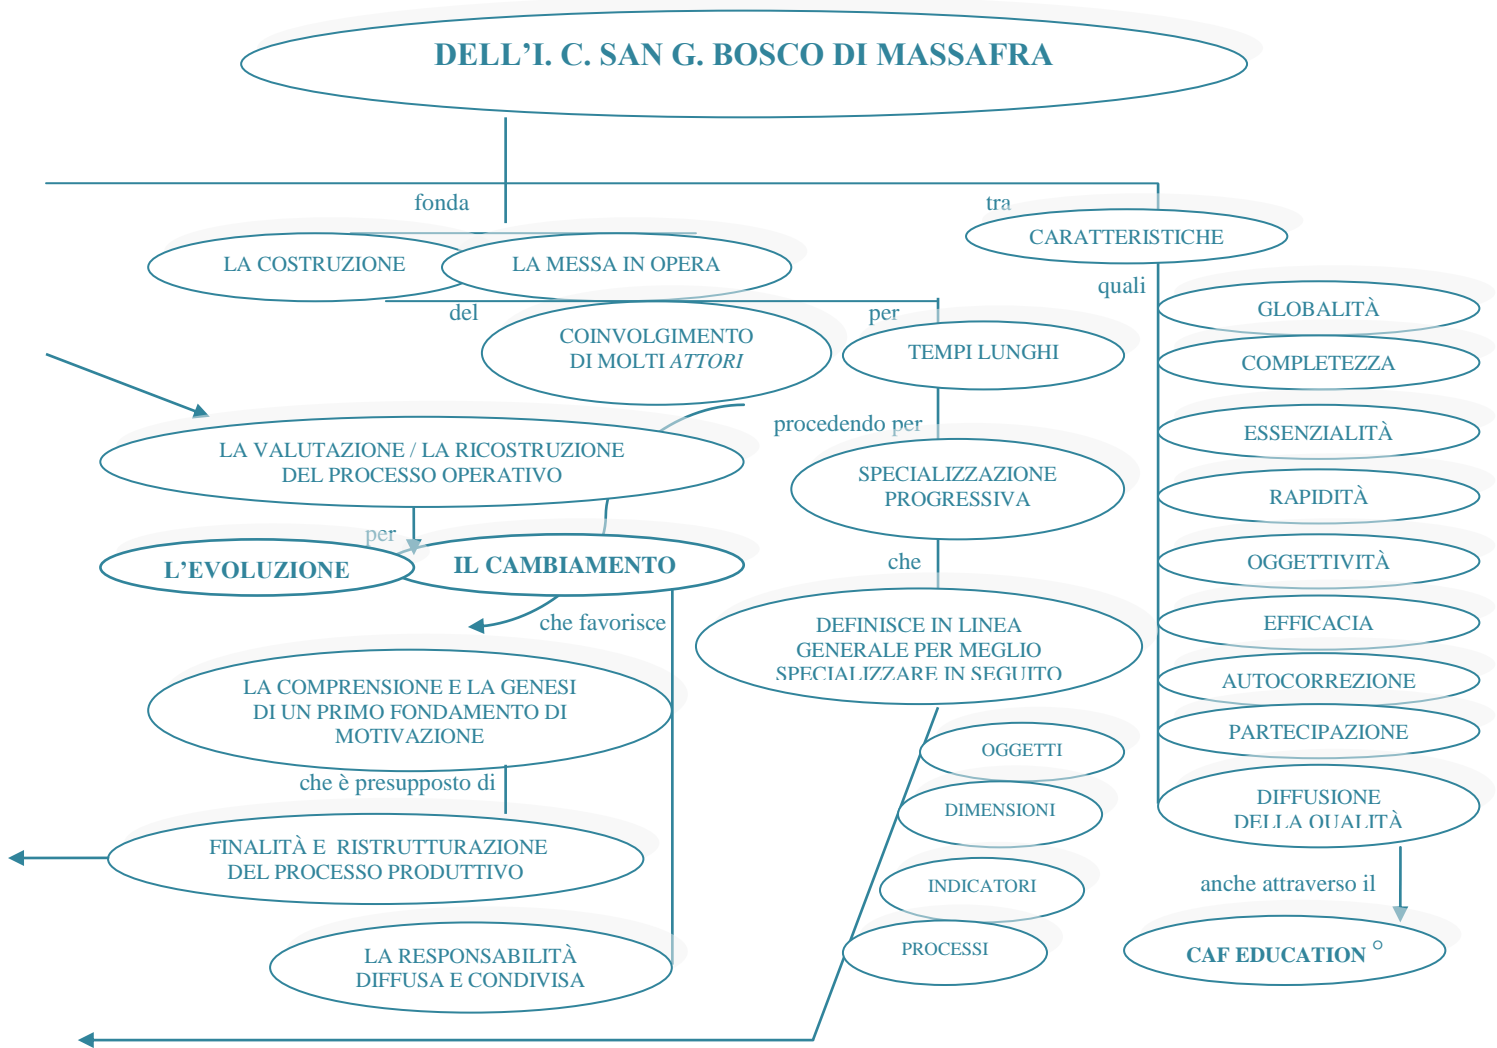 DELL’I. C. SAN G. BOSCO DI MASSAFRA
fonda
tra
LA COSTRUZIONE
LA MESSA IN OPERA
CARATTERISTICHE
quali
del
per
COINVOLGIMENTO
DI MOLTI ATTORI
TEMPI LUNGHI
GLOBALITÀ
COMPLETEZZA
procedendo per
ESSENZIALITÀ
LA VALUTAZIONE / LA RICOSTRUZIONE
DEL PROCESSO OPERATIVO
SPECIALIZZAZIONE
PROGRESSIVA
RAPIDITÀ
per
che
L’EVOLUZIONE
IL CAMBIAMENTO
OGGETTIVITÀ
che favorisce
DEFINISCE IN LINEA
GENERALE PER MEGLIO
SPECIALIZZARE IN SEGUITO
EFFICACIA
LA COMPRENSIONE E LA GENESI
DI UN PRIMO FONDAMENTO DI
MOTIVAZIONE
AUTOCORREZIONE
PARTECIPAZIONE
OGGETTI
che è presupposto di
DIMENSIONI
DIFFUSIONE
DELLA QUALITÀ
FINALITÀ E RISTRUTTURAZIONE
DEL PROCESSO PRODUTTIVO
INDICATORI
anche attraverso il
LA RESPONSABILITÀ
DIFFUSA E CONDIVISA
PROCESSI
CAF EDUCATION °